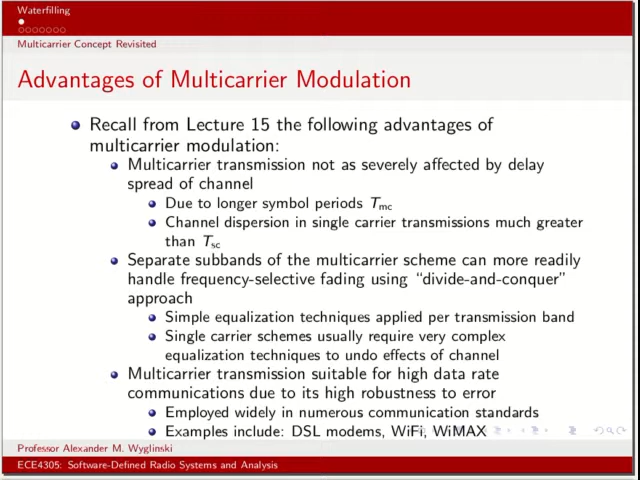 Waterfilling
Multicarrier Concept Revisited
Advantages of Multicarrier Modulation
Recall from Lecture 15 the following advantages of
multicarrier modulation:
Multicarrier transmission not as severely affected by delay
spread of channel
Due to longer symbol periods Tmc
Channel dispersion in single carrier transmissions much greater
than Tsc
Separate subbands of the multicarrier scheme can more readily
handle frequency-selective fading using “divide-and-conquer”
approach
Simple equalization techniques applied per transmission band
Single carrier schemes usually require very complex
equalization techniques to undo effects of channel
Multicarrier transmission suitable for high data rate
communications due to its high robustness to error
Employed widely in numerous communication standards
Examples include: DSL modems, WiFi, WiMAX
Professor Alexander M. Wyglinski
ECE4305: Software-Defined Radio Systems and Analysis